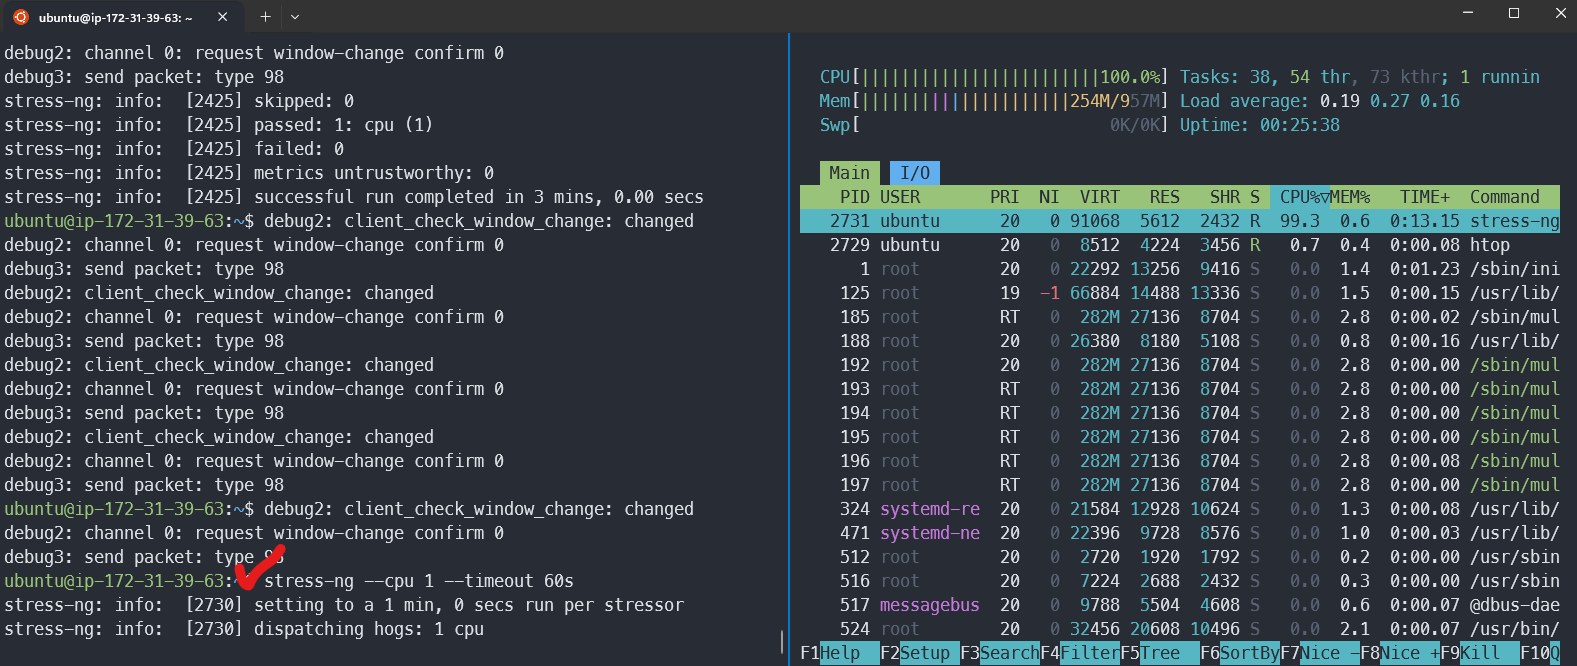 ubuntu@ip-172-31-39-63: ~
debug2: channel 0: request window-change confirm 0
debug3: send packet: type 98
stress-ng: info:  [2425] skipped: 0
stress-ng: info:  [2425] passed: 1: cpu (1)
stress-ng: info:  [2425] failed: 0
stress-ng: info:  [2425] metrics untrustworthy: 0
stress-ng: info:  [2425] successful run completed in 3 mins, 0.00 secs
ubuntu@ip-172-31-39-63:~$ debug2: client_check_window_change: changed
debug2: channel 0: request window-change confirm 0
debug3: send packet: type 98
debug2: client_check_window_change: changed
debug2: channel 0: request window-change confirm 0
debug3: send packet: type 98
debug2: client_check_window_change: changed
debug2: channel 0: request window-change confirm 0
debug3: send packet: type 98
debug2: client_check_window_change: changed
debug2: channel 0: request window-change confirm 0
debug3: send packet: type 98
ubuntu@ip-172-31-39-63:~$ debug2: client_check_window_change: changed
debug2: channel 0: request window-change confirm 0
debug3: send packet: type 98
ubuntu@ip-172-31-39-63:~$ stress-ng --cpu 1 --timeout 60s
stress-ng: info:  [2730] setting to a 1 min, 0 secs run per stressor
stress-ng: info:  [2730] dispatching hogs: 1 cpu
CPU[||||||||||||||||||||||||100.0%] Tasks: 38, 54 thr, 73 kthr; 1 runnin
Mem[|||||||||||||||||||||254M/957M] Load average: 0.19 0.27 0.16
Swp[                         0K/0K] Uptime: 00:25:38
Main I/O
PID USER PRI NI VIRT RES SHR S CPU%▽MEM% TIME+ Command
2731 ubuntu 20 0 91068 5612 2432 R 99.3 0.6 0:13.15 stress-ng
2729 ubuntu 20 0 8512 4224 3456 R 0.7 0.4 0:00.08 htop
1 root 20 0 22292 13256 9416 S 0.0 1.4 0:01.23 /sbin/ini
125 root 19 -1 66884 14488 13336 S 0.0 1.5 0:00.15 /usr/lib/
185 root RT 0 282M 27136 8704 S 0.0 2.8 0:00.02 /sbin/mul
188 root 20 0 26380 8180 5108 S 0.0 0.8 0:00.16 /usr/lib/
192 root 20 0 282M 27136 8704 S 0.0 2.8 0:00.00 /sbin/mul
193 root RT 0 282M 27136 8704 S 0.0 2.8 0:00.00 /sbin/mul
194 root RT 0 282M 27136 8704 S 0.0 2.8 0:00.00 /sbin/mul
195 root RT 0 282M 27136 8704 S 0.0 2.8 0:00.00 /sbin/mul
196 root RT 0 282M 27136 8704 S 0.0 2.8 0:00.08 /sbin/mul
197 root RT 0 282M 27136 8704 S 0.0 2.8 0:00.00 /sbin/mul
324 systemd-re 20 0 21584 12928 10624 S 0.0 1.3 0:00.08 /usr/lib/
471 systemd-ne 20 0 22396 9728 8576 S 0.0 1.0 0:00.03 /usr/lib/
512 root 20 0 2720 1920 1792 S 0.0 0.2 0:00.00 /usr/sbin
516 root 20 0 7224 2688 2432 S 0.0 0.3 0:00.00 /usr/sbin
517 messagebus 20 0 9788 5504 4608 S 0.0 0.6 0:00.07 @dbus-dae
524 root 20 0 32456 20608 10496 S 0.0 2.1 0:00.07 /usr/bin/
F1Help F2Setup F3SearchF4FilterF5Tree F6SortByF7Nice -F8Nice +F9Kill F10Q